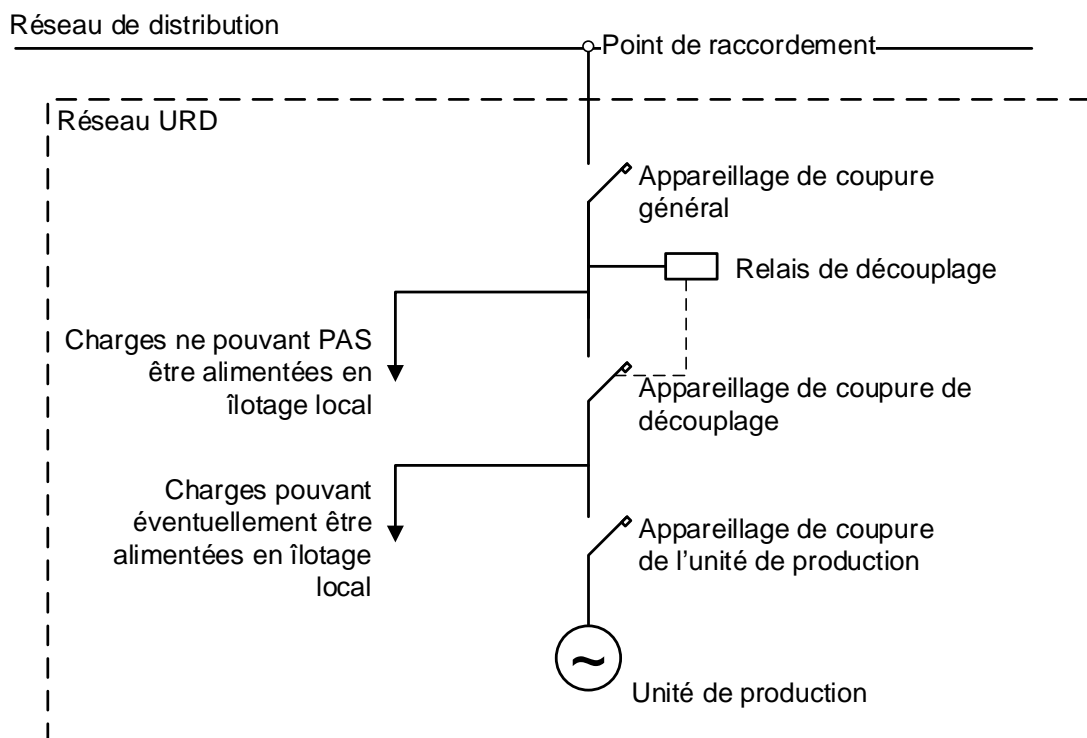 Réseau de distribution
Point de raccordement
Réseau URD
Appareillage de coupure
général
Relais de découplage
Charges ne pouvant PAS
être alimentées en
îlotage local
Appareillage de coupure de
découplage
Charges pouvant
éventuellement être
alimentées en îlotage
local
Appareillage de coupure
de l'unité de production
~
Unité de production